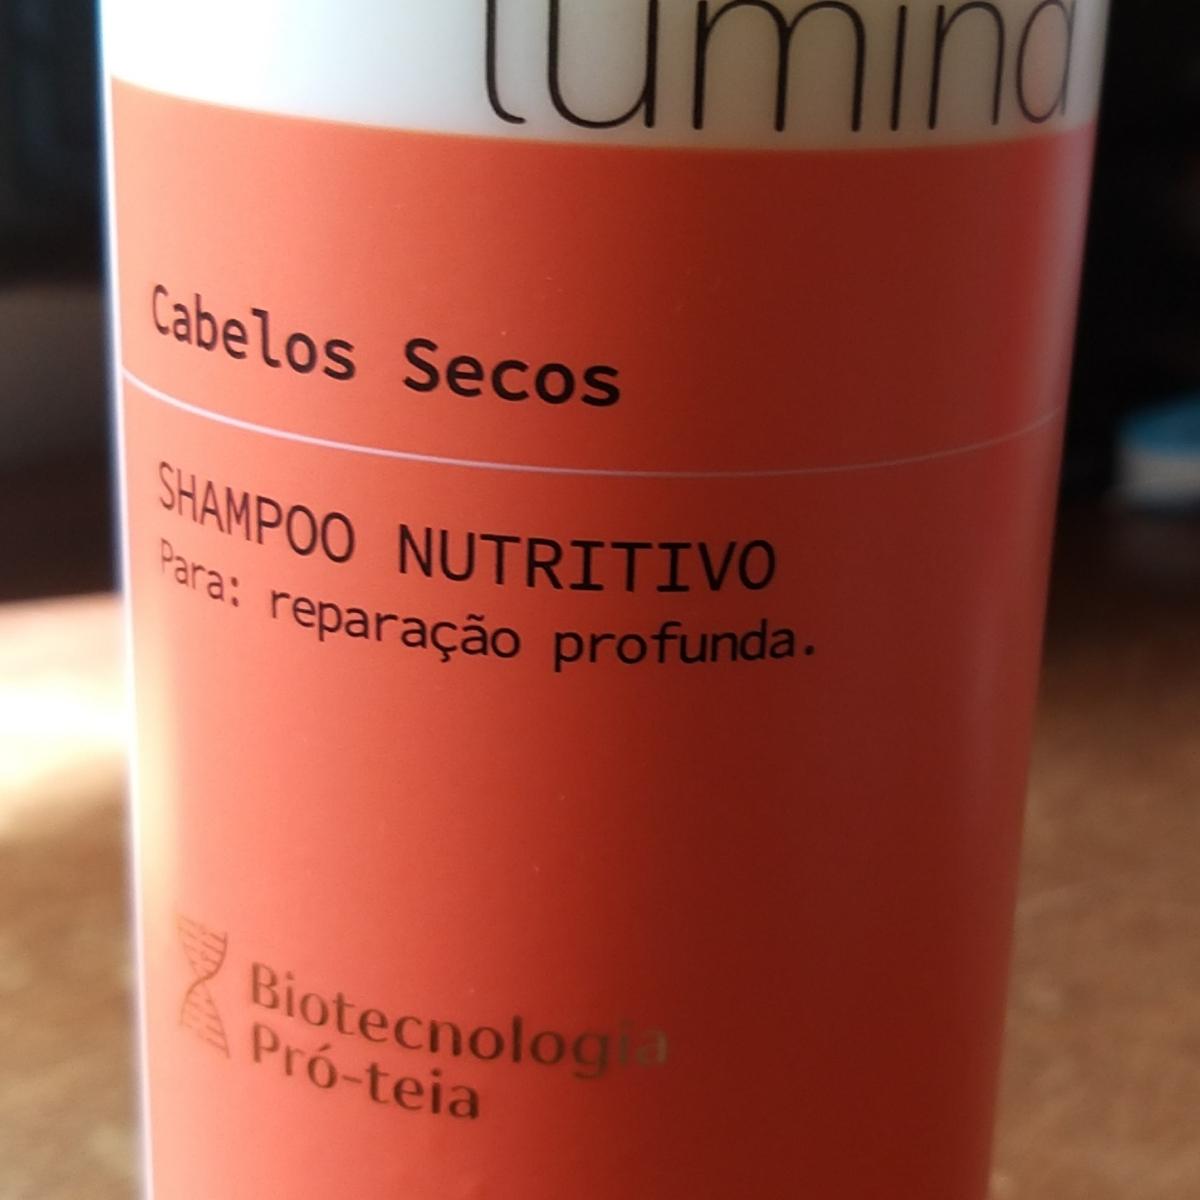 lumina
Cabelos Secos
SHAMPOO NUTRITIVO
Para: reparação profunda.
Biotecnologia
Pró-teia